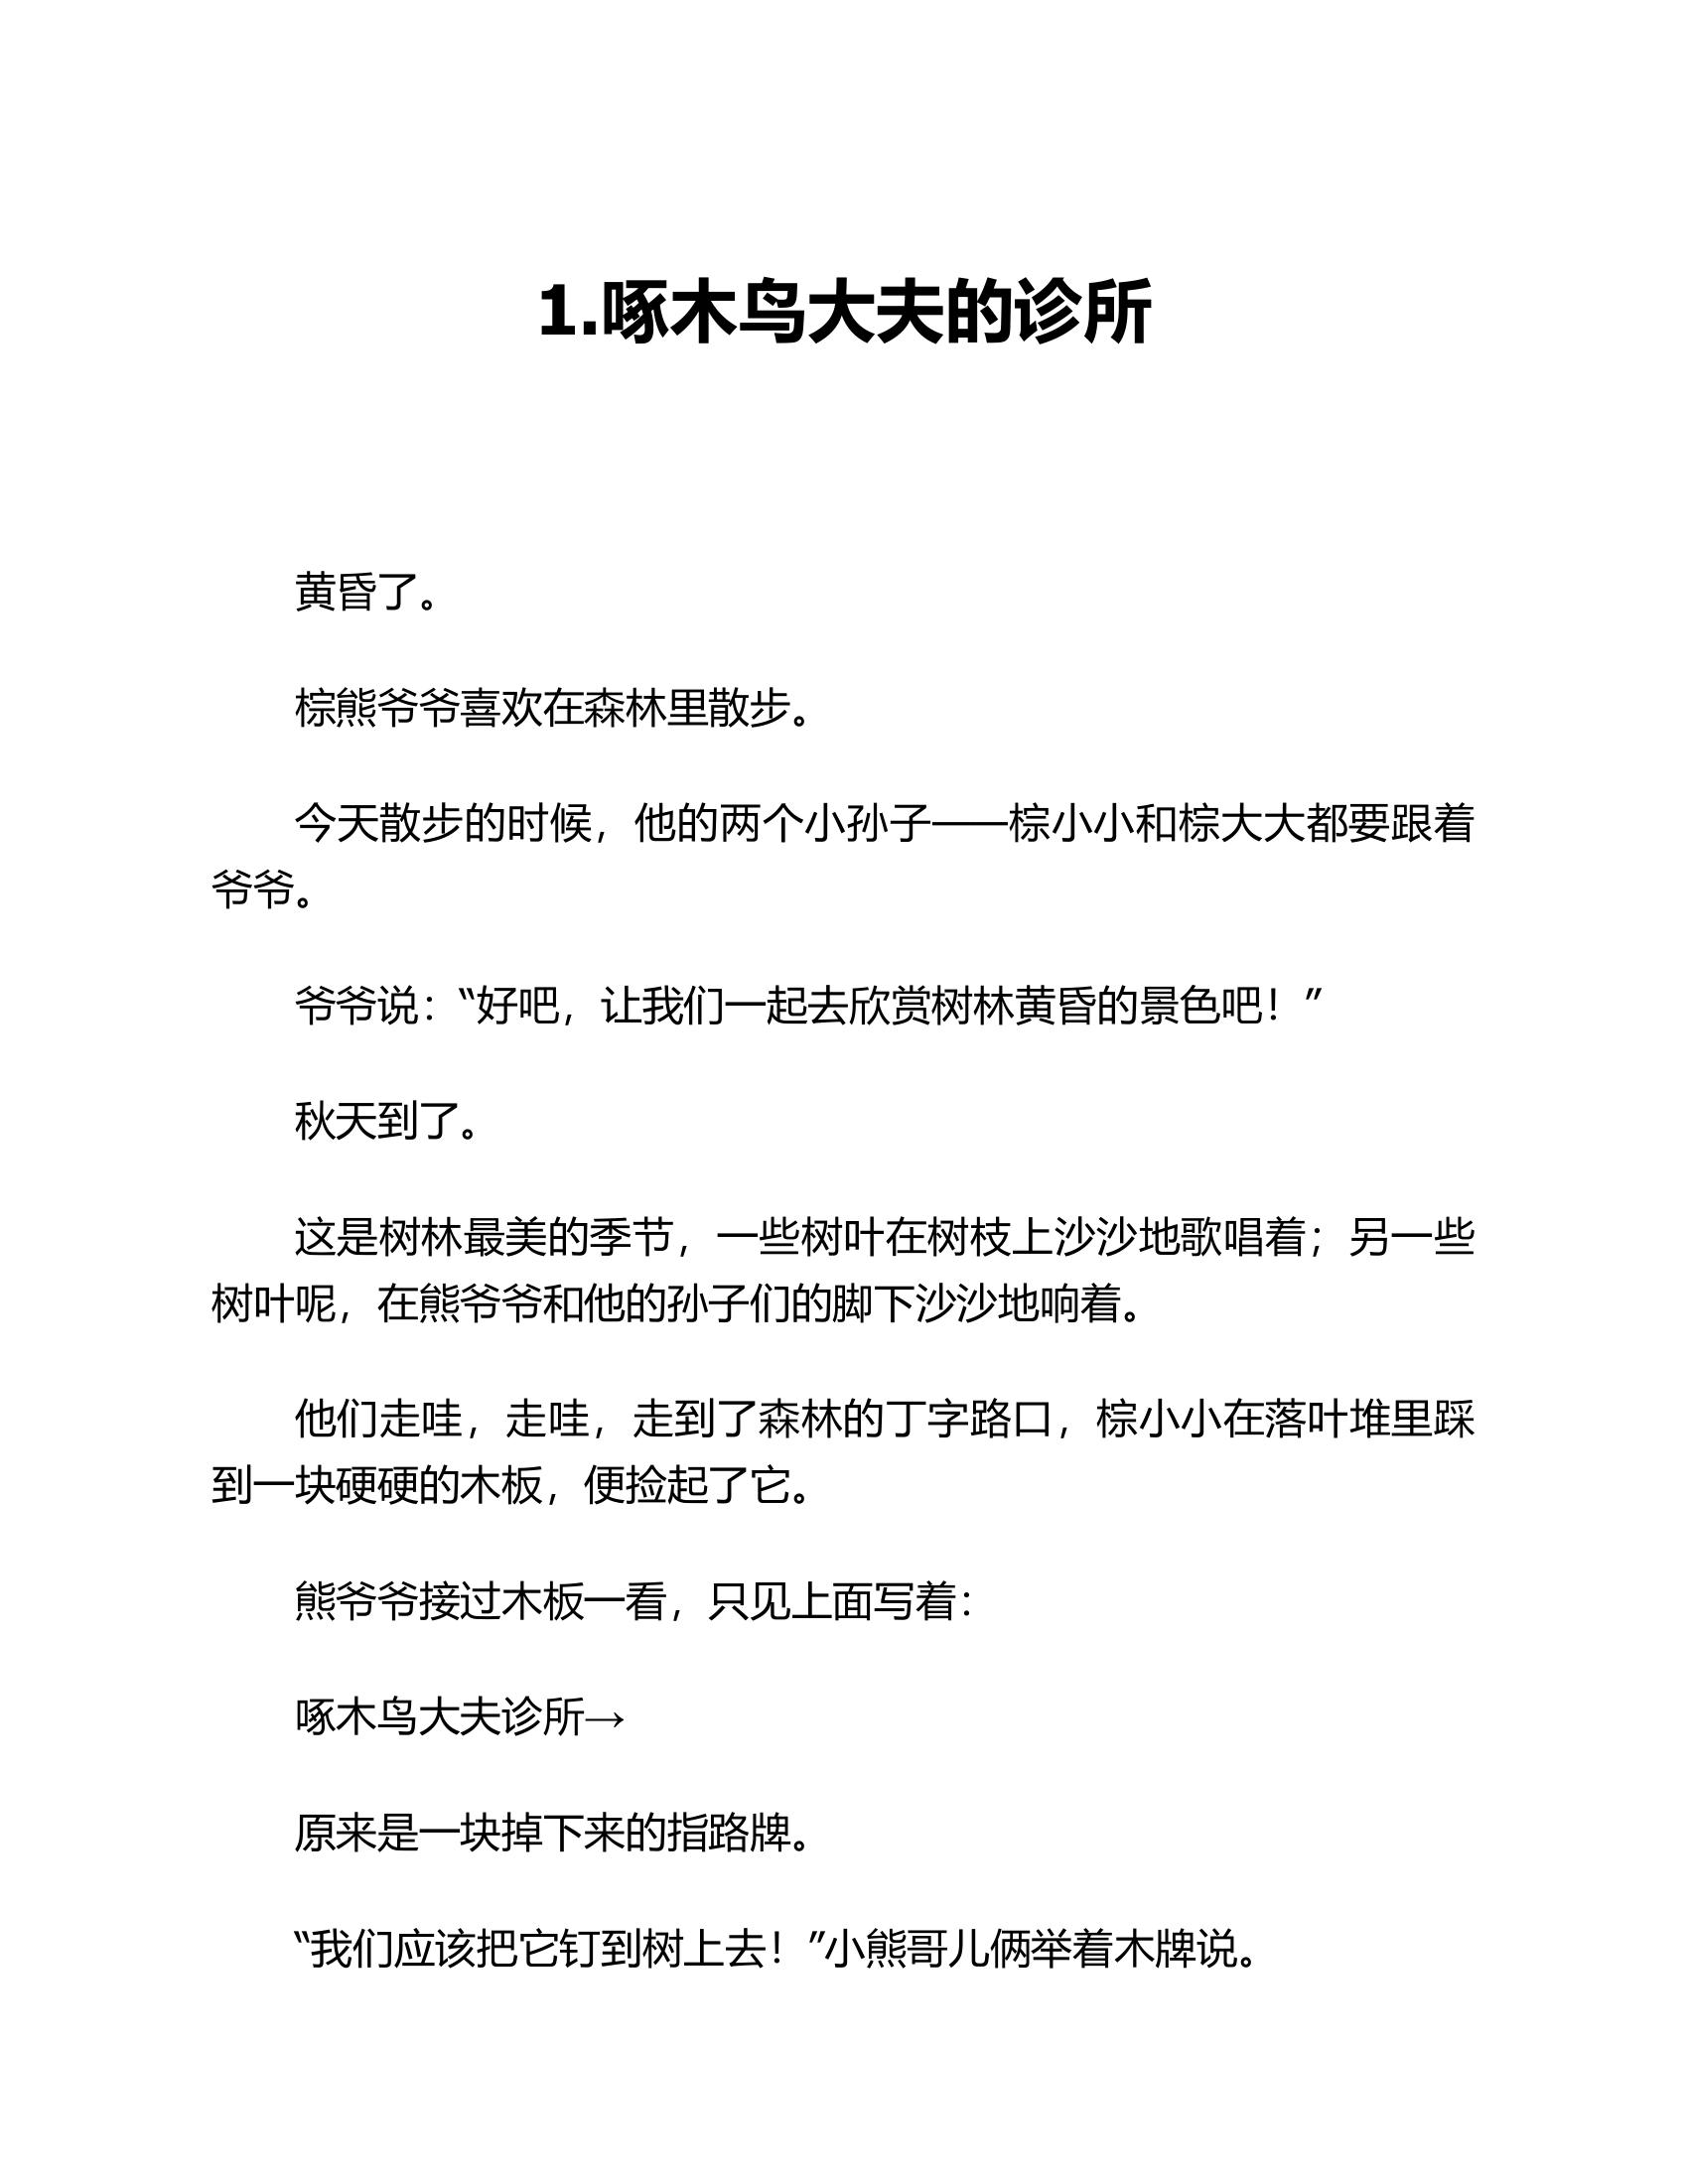 1.啄木鸟大夫的诊所
黄昏了。
棕熊爷爷喜欢在森林里散步。
今天散步的时候，他的两个小孙子——棕小小和棕大大都要跟着
爷爷。
爷爷说：“好吧，让我们一起去欣赏树林黄昏的景色吧！”
秋天到了。
这是树林最美的季节，一些树叶在树枝上沙沙地歌唱着；另一些
树叶呢，在熊爷爷和他的孙子们的脚下沙沙地响着。
他们走哇，走哇，走到了森林的丁字路口，棕小小在落叶堆里踩
到一块硬硬的木板，便捡起了它。
熊爷爷接过木板一看，只见上面写着：
啄木鸟大夫诊所→
原来是一块掉下来的指路牌。
“我们应该把它钉到树上去！”小熊哥儿俩举着木牌说。